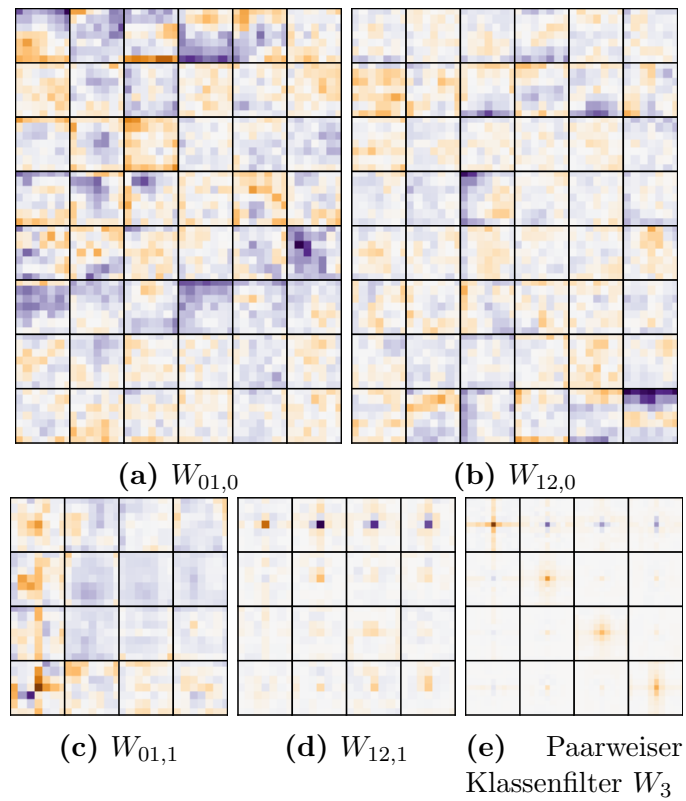 (a) W01,0
(b) W12,0
(c) W01,1
(d) W12,1
(e) Paarweiser
Klassenfilter W3